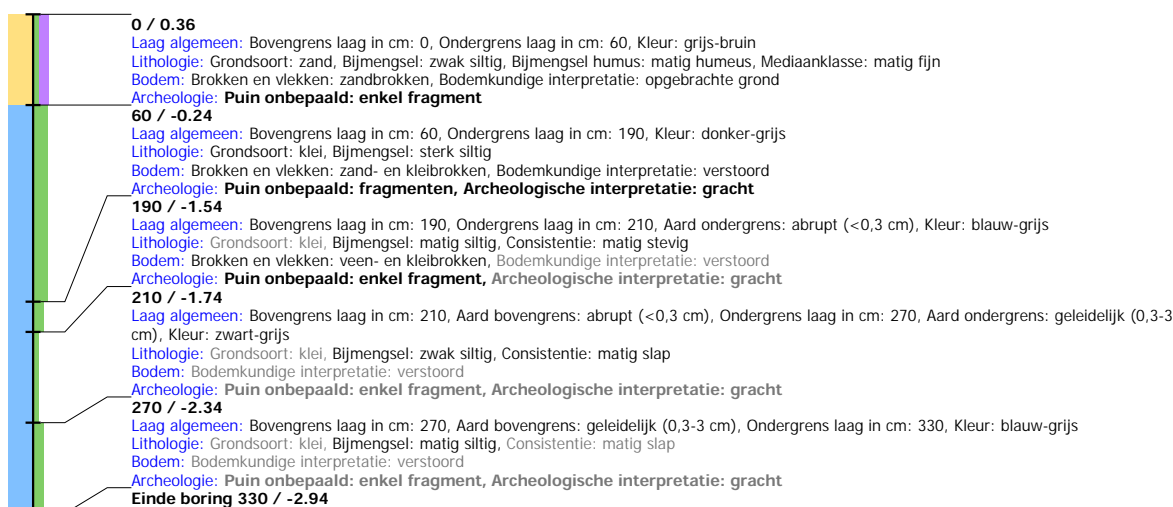 0 / 0.36
Laag algemeen: Bovengrens laag in cm: 0, Ondergrens laag in cm: 60, Kleur: grijs-bruin
Lithologie: Grondsoort: zand, Bijmengsel: zwak siltig, Bijmengsel humus: matig humeus, Mediaanklasse: matig fijn
Bodem: Brokken en vlekken: zandbrokken, Bodemkundige interpretatie: opgebrachte grond
Archeologie: Puin onbepaald: enkel fragment
60 / -0.24
Laag algemeen: Bovengrens laag in cm: 60, Ondergrens laag in cm: 190, Kleur: donker-grijs
Lithologie: Grondsoort: klei, Bijmengsel: sterk siltig
Bodem: Brokken en vlekken: zand- en kleibrokken, Bodemkundige interpretatie: verstoord
Archeologie: Puin onbepaald: fragmenten, Archeologische interpretatie: gracht
190 / -1.54
Laag algemeen: Bovengrens laag in cm: 190, Ondergrens laag in cm: 210, Aard ondergrens: abrupt (<0,3 cm), Kleur: blauw-grijs
Lithologie: Grondsoort: klei, Bijmengsel: matig siltig, Consistentie: matig stevig
Bodem: Brokken en vlekken: veen- en kleibrokken, Bodemkundige interpretatie: verstoord
Archeologie: Puin onbepaald: enkel fragment, Archeologische interpretatie: gracht
210 / -1.74
Laag algemeen: Bovengrens laag in cm: 210, Aard bovengrens: abrupt (<0,3 cm), Ondergrens laag in cm: 270, Aard ondergrens: geleidelijk (0,3-3
cm), Kleur: zwart-grijs
Lithologie: Grondsoort: klei, Bijmengsel: zwak siltig, Consistentie: matig slap
Bodem: Bodemkundige interpretatie: verstoord
Archeologie: Puin onbepaald: enkel fragment, Archeologische interpretatie: gracht
270 / -2.34
Laag algemeen: Bovengrens laag in cm: 270, Aard bovengrens: geleidelijk (0,3-3 cm), Ondergrens laag in cm: 330, Kleur: blauw-grijs
Lithologie: Grondsoort: klei, Bijmengsel: matig siltig, Consistentie: matig slap
Bodem: Bodemkundige interpretatie: verstoord
Archeologie: Puin onbepaald: enkel fragment, Archeologische interpretatie: gracht
Einde boring 330 / -2.94